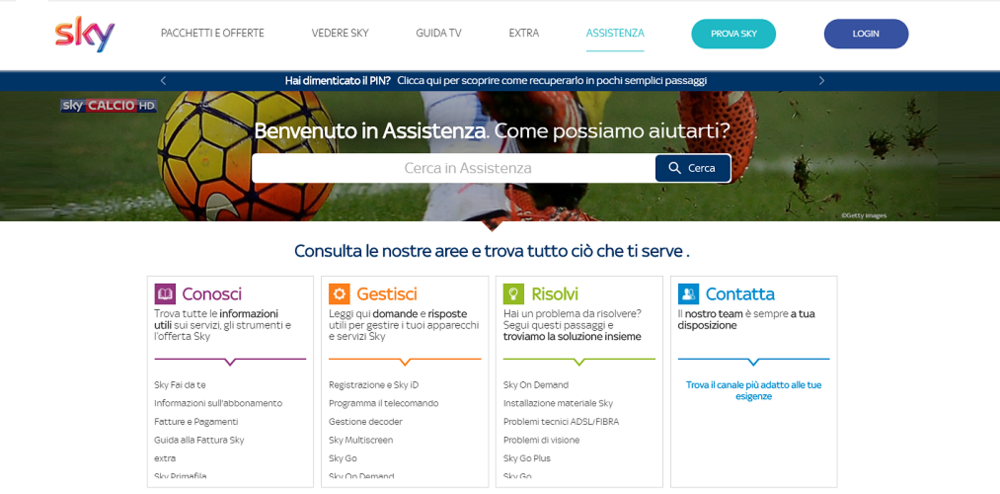 sky
PACCHETTI E OFFERTE
VEDERE SKY
GUIDA TV
EXTRA
ASSISTENZA
PROVA SKY
LOGIN
Hai dimenticato il PIN? Clicca qui per scoprire come recuperarlo in pochi semplici passaggi
sky CALCIO HD
Benvenuto in Assistenza. Come possiamo aiutarti?
Cerca in Assistenza
Cerca
©Getty Images
Consulta le nostre aree e trova tutto ciò che ti serve .
Conosci
Trova tutte le informazioni
utili sui servizi, gli strumenti e
l'offerta Sky
Sky Fai da te
Informazioni sull'abbonamento
Fatture e Pagamenti
Guida alla Fattura Sky
extra
Sky Primafila
Gestisci
Leggi qui domande e risposte
utili per gestire i tuoi apparecchi
e servizi Sky
Registrazione e Sky iD
Programma il telecomando
Gestione decoder
Sky Multiscreen
Sky Go
Sky On Demand
Risolvi
Hai un problema da risolvere?
Segui questi passaggi e
troviamo la soluzione insieme
Sky On Demand
Installazione materiale Sky
Problemi tecnici ADSL/FIBRA
Problemi di visione
Sky Go Plus
Sky Go
Contatta
Il nostro team è sempre a tua
disposizione
Trova il canale più adatto alle tue
esigenze